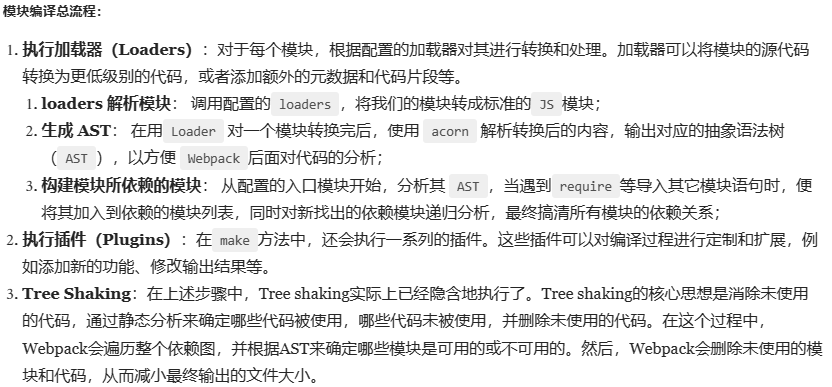 模块编译总流程：
1. 执行加载器（Loaders）：对于每个模块，根据配置的加载器对其进行转换和处理。加载器可以将模块的源代码
转换为更低级别的代码，或者添加额外的元数据和代码片段等。
1. loaders 解析模块： 调用配置的 loaders ，将我们的模块转成标准的 JS 模块；
2. 生成 AST： 在用 Loader 对一个模块转换完后，使用 acorn 解析转换后的内容，输出对应的抽象语法树
（ AST ），以方便 Webpack 后面对代码的分析；
3. 构建模块所依赖的模块： 从配置的入口模块开始，分析其 AST ，当遇到 require 等导入其它模块语句时，便
将其加入到依赖的模块列表，同时对新找出的依赖模块递归分析，最终搞清所有模块的依赖关系；
2. 执行插件（Plugins）：在 make 方法中，还会执行一系列的插件。这些插件可以对编译过程进行定制和扩展，例
如添加新的功能、修改输出结果等。
3. Tree Shaking：在上述步骤中，Tree shaking实际上已经隐含地执行了。Tree shaking的核心思想是消除未使用
的代码，通过静态分析来确定哪些代码被使用，哪些代码未被使用，并删除未使用的代码。在这个过程中，
Webpack会遍历整个依赖图，并根据AST来确定哪些模块是可用的或不可用的。然后，Webpack会删除未使用的模
块和代码，从而减小最终输出的文件大小。